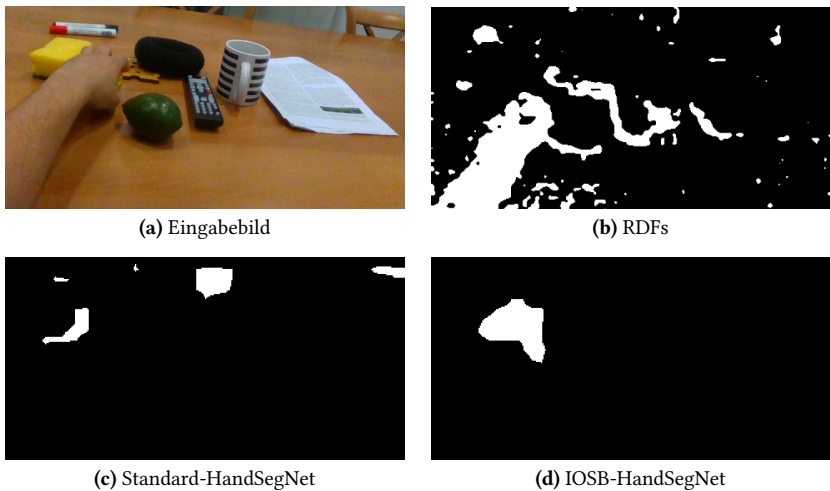 (a) Eingabebild
(b) RDFs
(c) Standard-HandSegNet
(d) IOSB-HandSegNet